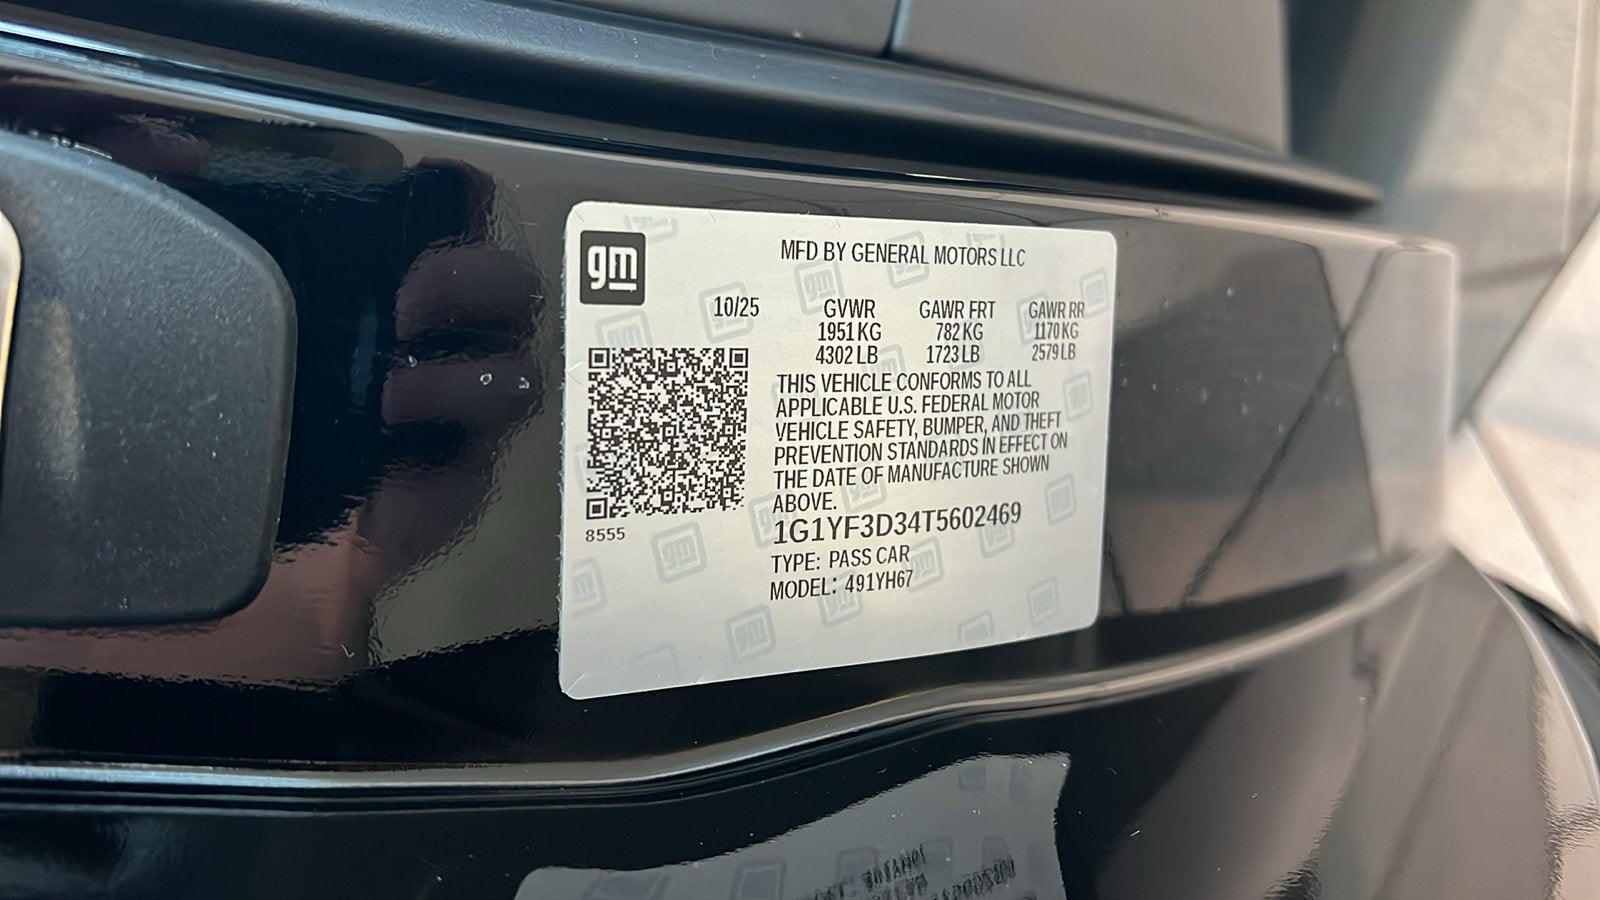 gm
MFD BY GENERAL MOTORS LLC
10/25 GVWR GAWR FRT GAWR RR
1951 KG 782 KG 1170 KG
4302 LB 1723 LB 2579 LB
THIS VEHICLE CONFORMS TO ALL
APPLICABLE U.S. FEDERAL MOTOR
VEHICLE SAFETY, BUMPER, AND THEFT
PREVENTION STANDARDS IN EFFECT ON
THE DATE OF MANUFACTURE SHOWN
ABOVE.
8555
1G1YF3D34T5602469
TYPE: PASS CAR
MODEL: 491YH67